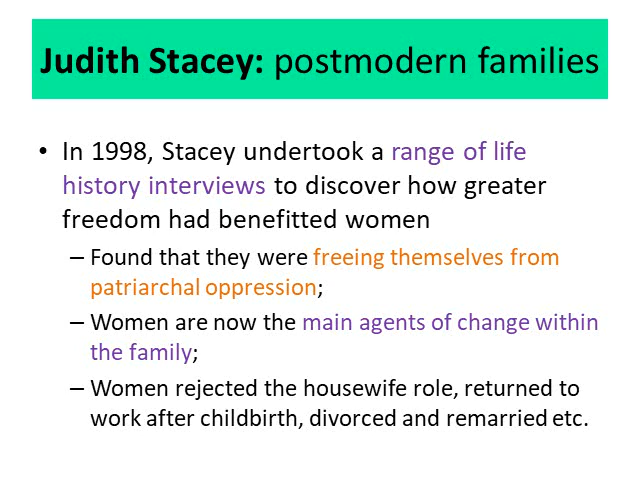 Judith Stacey: postmodern families
• In 1998, Stacey undertook a range of life
history interviews to discover how greater
freedom had benefitted women
– Found that they were freeing themselves from
patriarchal oppression;
– Women are now the main agents of change within
the family;
– Women rejected the housewife role, returned to
work after childbirth, divorced and remarried etc.